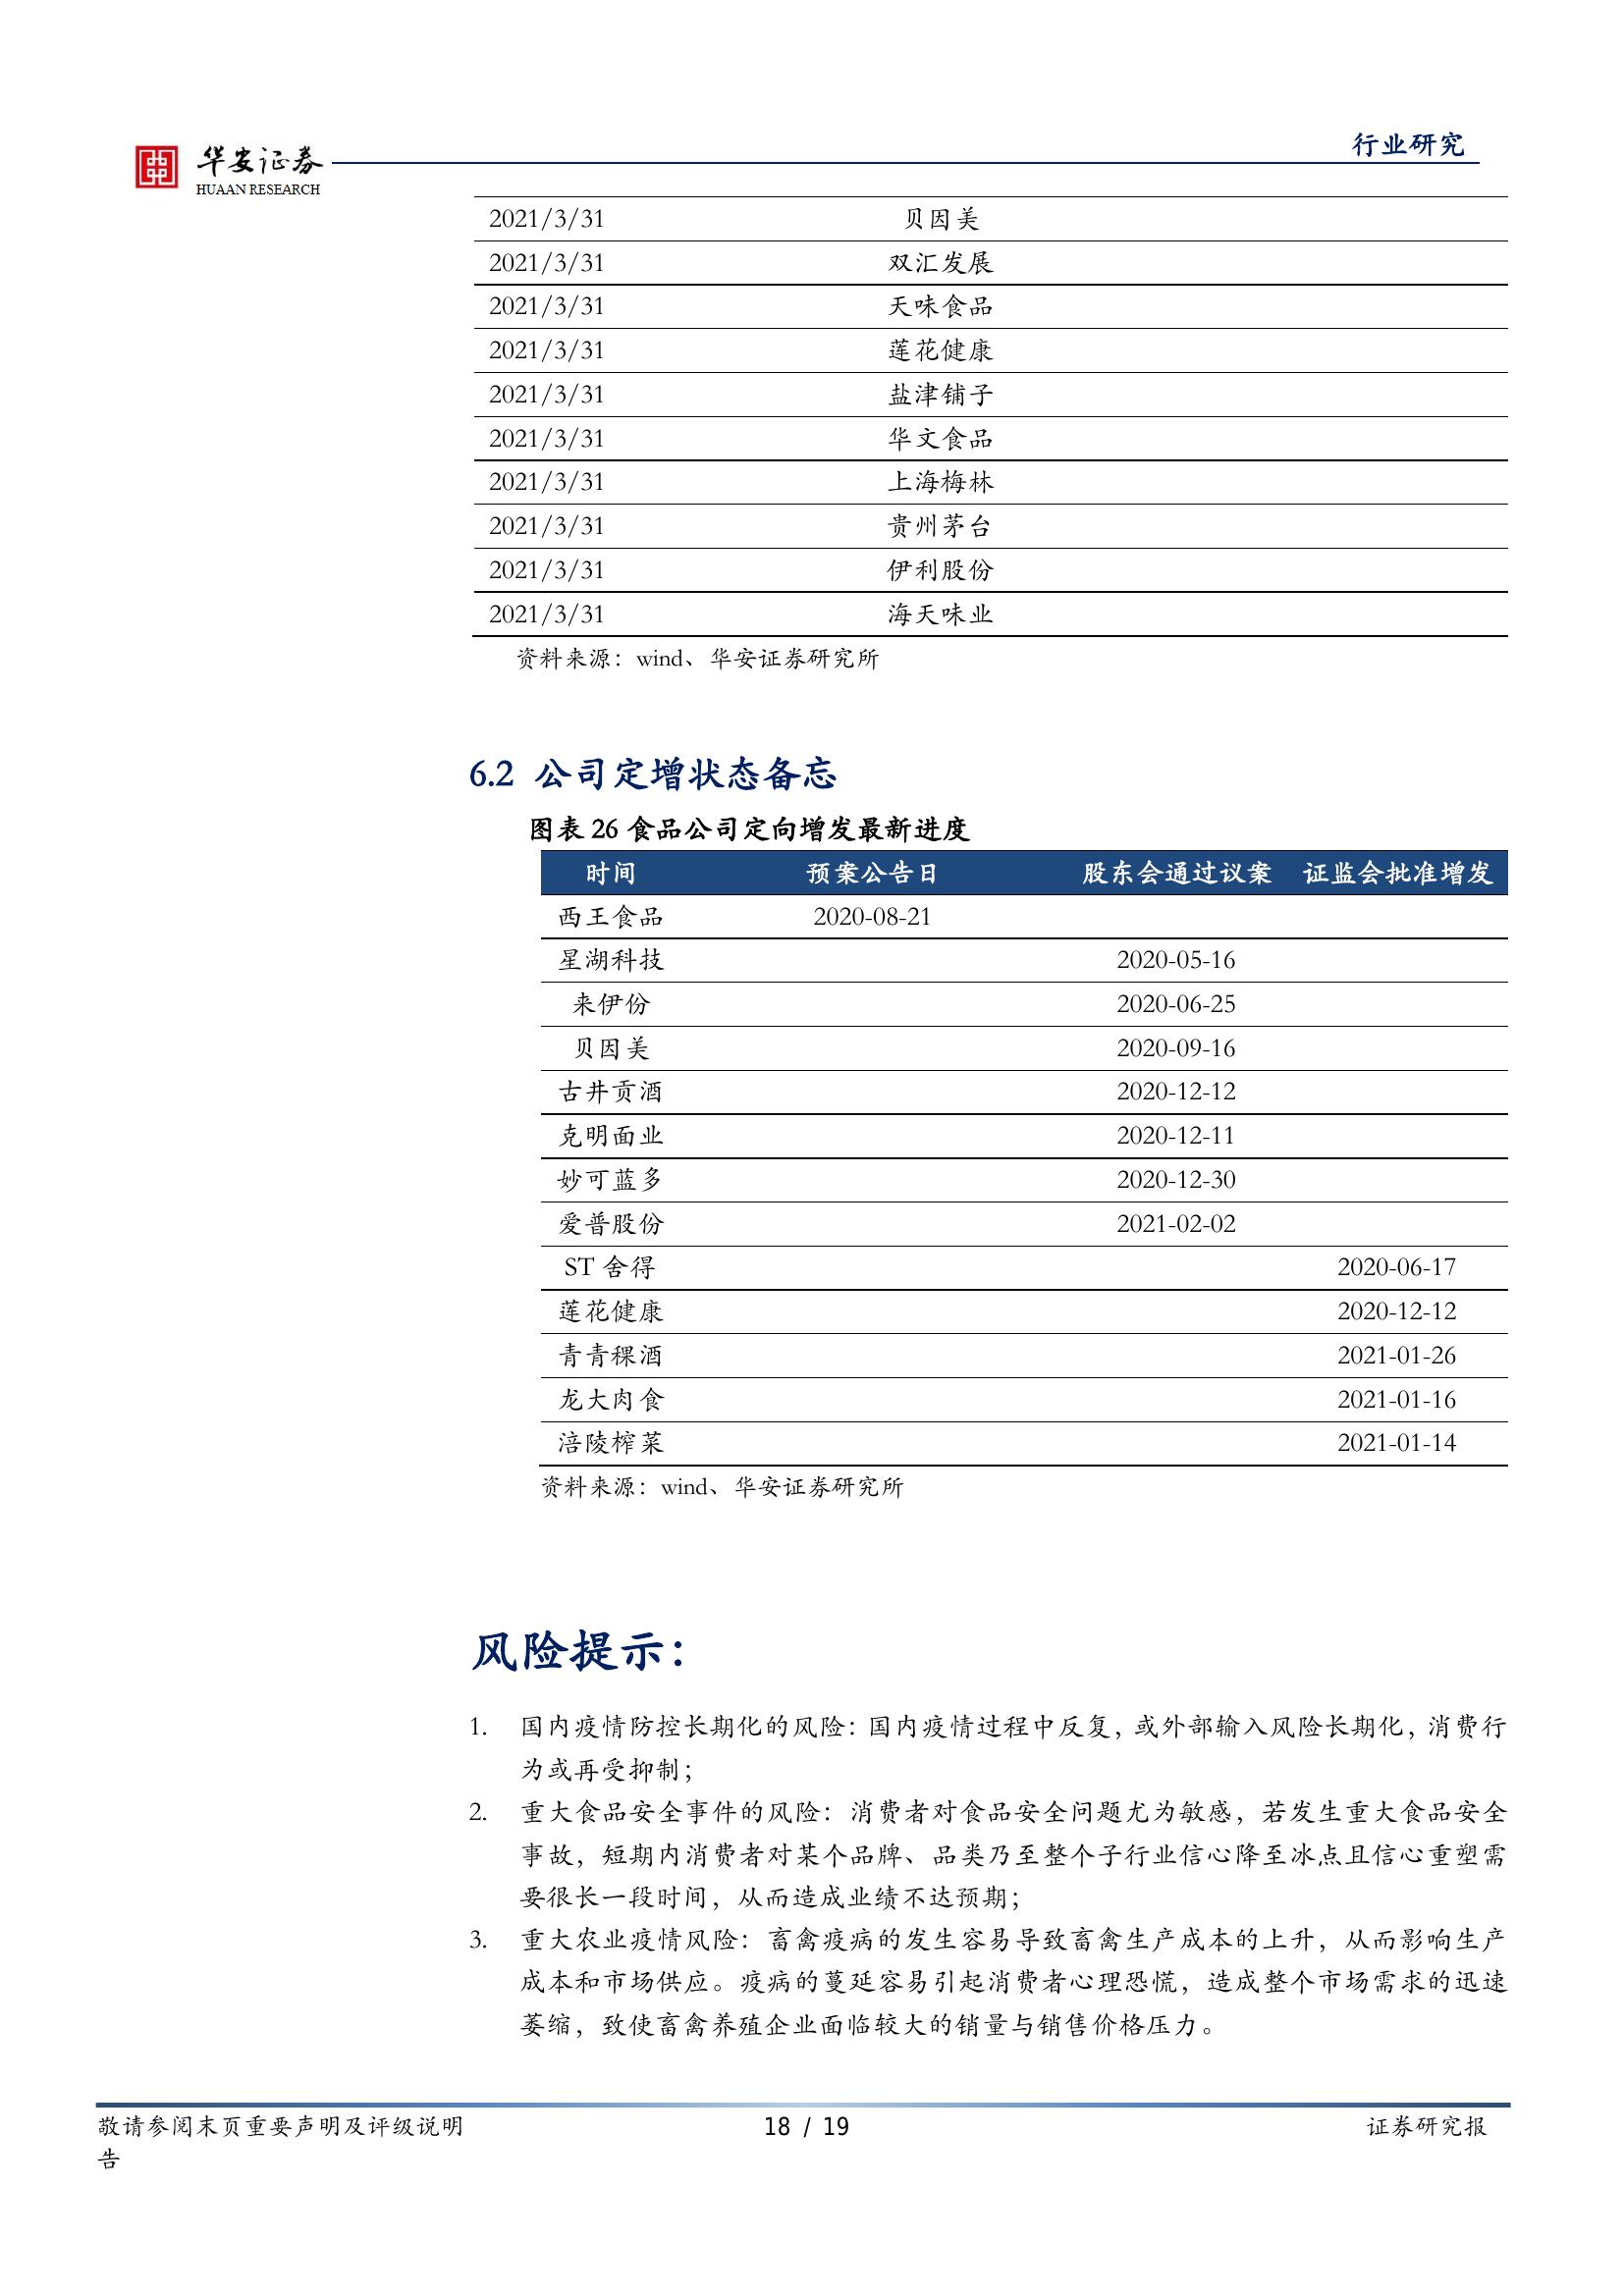 华安证券
HUAAN RESEARCH
行业研究
2021/3/31 贝因美
2021/3/31 双汇发展
2021/3/31 天味食品
2021/3/31 莲花健康
2021/3/31 盐津铺子
2021/3/31 华文食品
2021/3/31 上海梅林
2021/3/31 贵州茅台
2021/3/31 伊利股份
2021/3/31 海天味业
资料来源：wind、华安证券研究所
6.2 公司定增状态备忘
图表 26 食品公司定向增发最新进度
时间 预案公告日 股东会通过议案 证监会批准增发
西王食品 2020-08-21
星湖科技 2020-05-16
来伊份 2020-06-25
贝因美 2020-09-16
古井贡酒 2020-12-12
克明面业 2020-12-11
妙可蓝多 2020-12-30
爱普股份 2021-02-02
ST 舍得 2020-06-17
莲花健康 2020-12-12
青青稞酒 2021-01-26
龙大肉食 2021-01-16
涪陵榨菜 2021-01-14
资料来源：wind、华安证券研究所
风险提示：
1. 国内疫情防控长期化的风险：国内疫情过程中反复，或外部输入风险长期化，消费行
为或再受抑制；
2. 重大食品安全事件的风险：消费者对食品安全问题尤为敏感，若发生重大食品安全
事故，短期内消费者对某个品牌、品类乃至整个子行业信心降至冰点且信心重塑需
要很长一段时间，从而造成业绩不达预期；
3. 重大农业疫情风险：畜禽疫病的发生容易导致畜禽生产成本的上升，从而影响生产
成本和市场供应。疫病的蔓延容易引起消费者心理恐慌，造成整个市场需求的迅速
萎缩，致使畜禽养殖企业面临较大的销量与销售价格压力。
敬请参阅末页重要声明及评级说明 18 / 19 证券研究报
告